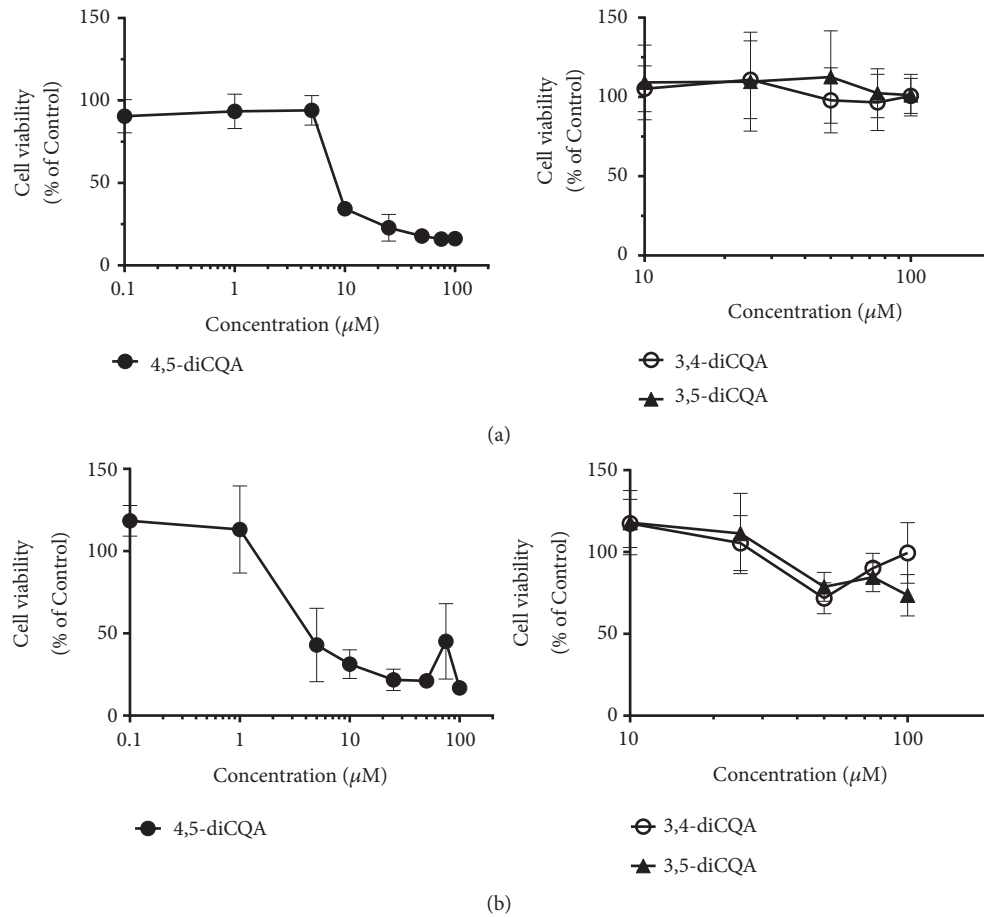 150
100
50
0
Cell viability
(% of Control)
0.1
1
10
100
Concentration (μM)
4,5-diCQA
150
100
50
0
Cell viability
(% of Control)
10
100
Concentration (μM)
3,4-diCQA
3,5-diCQA
(a)
150
100
50
0
Cell viability
(% of Control)
0.1
1
10
100
Concentration (μM)
4,5-diCQA
150
100
50
0
Cell viability
(% of Control)
10
100
Concentration (μM)
3,4-diCQA
3,5-diCQA
(b)